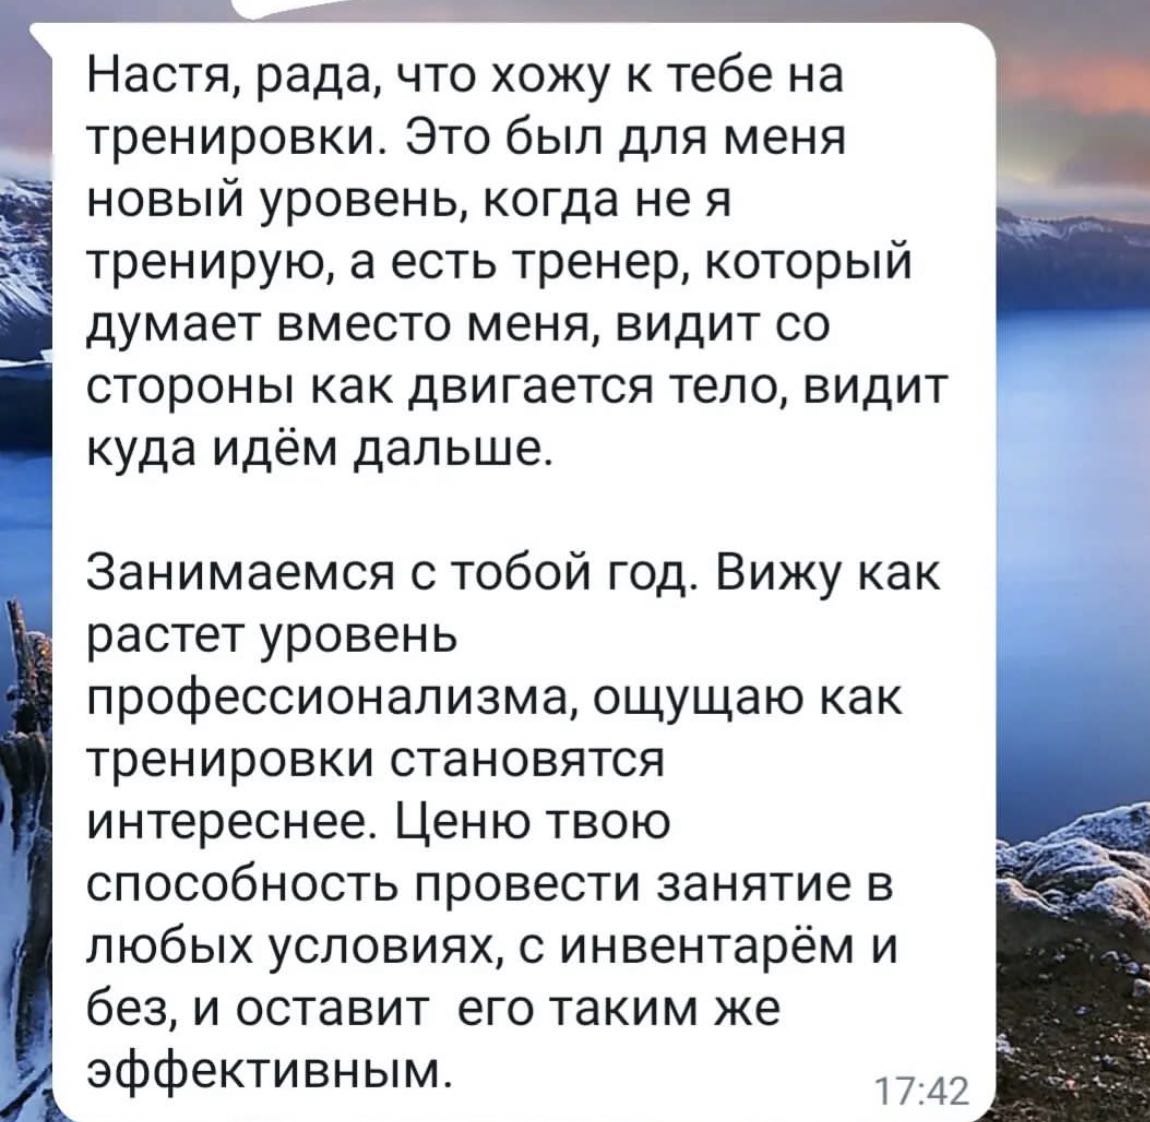 Настя, рада, что хожу к тебе на
тренировки. Это был для меня
новый уровень, когда не я
тренирую, а есть тренер, который
думает вместо меня, видит со
стороны как двигается тело, видит
куда идём дальше.
Занимаемся с тобой год. Вижу как
растет уровень
профессионализма, ощущаю как
тренировки становятся
интереснее. Ценю твою
способность провести занятие в
любых условиях, с инвентарём и
без, и оставит  его таким же
эффективным.
17:42